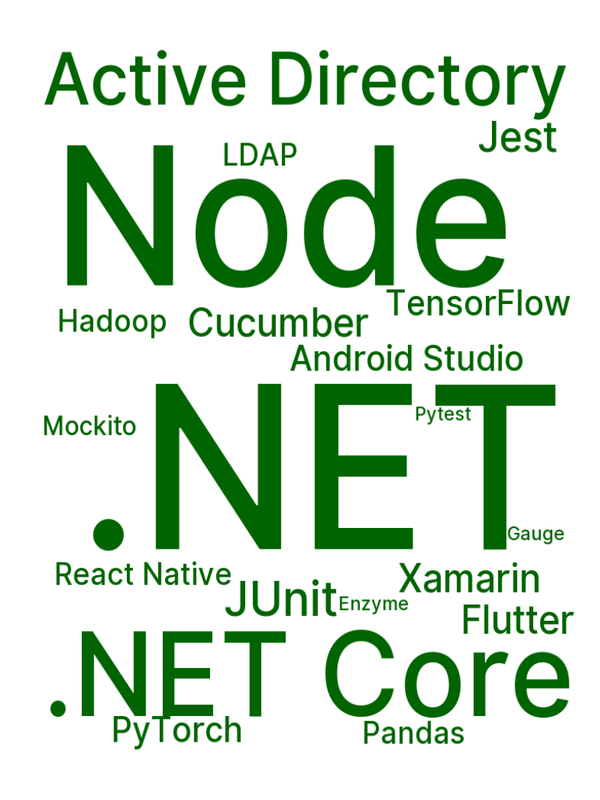 Active Directory
Jest
LDAP
Node
TensorFlow
Hadoop
Cucumber
Android Studio
Pytest
Mockito
.NET
Gauge
React Native
Xamarin
JUnit
Enzyme
Flutter
.NET Core
PyTorch
Pandas